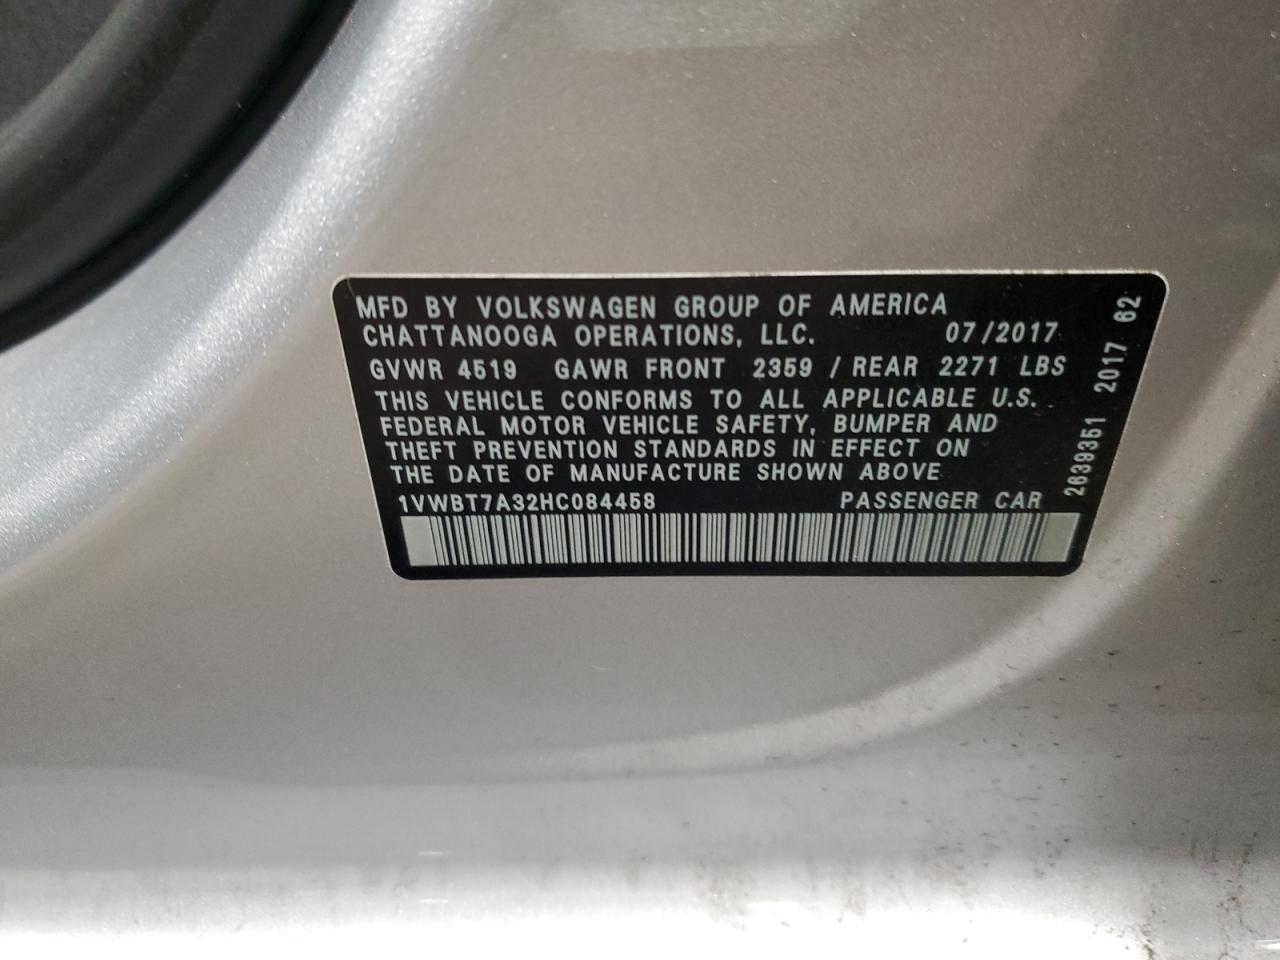 MFD BY VOLKSWAGEN GROUP OF AMERICA
CHATTANOOGA OPERATIONS, LLC. 07/2017
GVWR 4519 GAWR FRONT 2359 / REAR 2271 LBS
THIS VEHICLE CONFORMS TO ALL APPLICABLE U.S.
FEDERAL MOTOR VEHICLE SAFETY, BUMPER AND
THEFT PREVENTION STANDARDS IN EFFECT ON
THE DATE OF MANUFACTURE SHOWN ABOVE
1VWBT7A32HC084458 PASSENGER CAR
2639351 2017 62